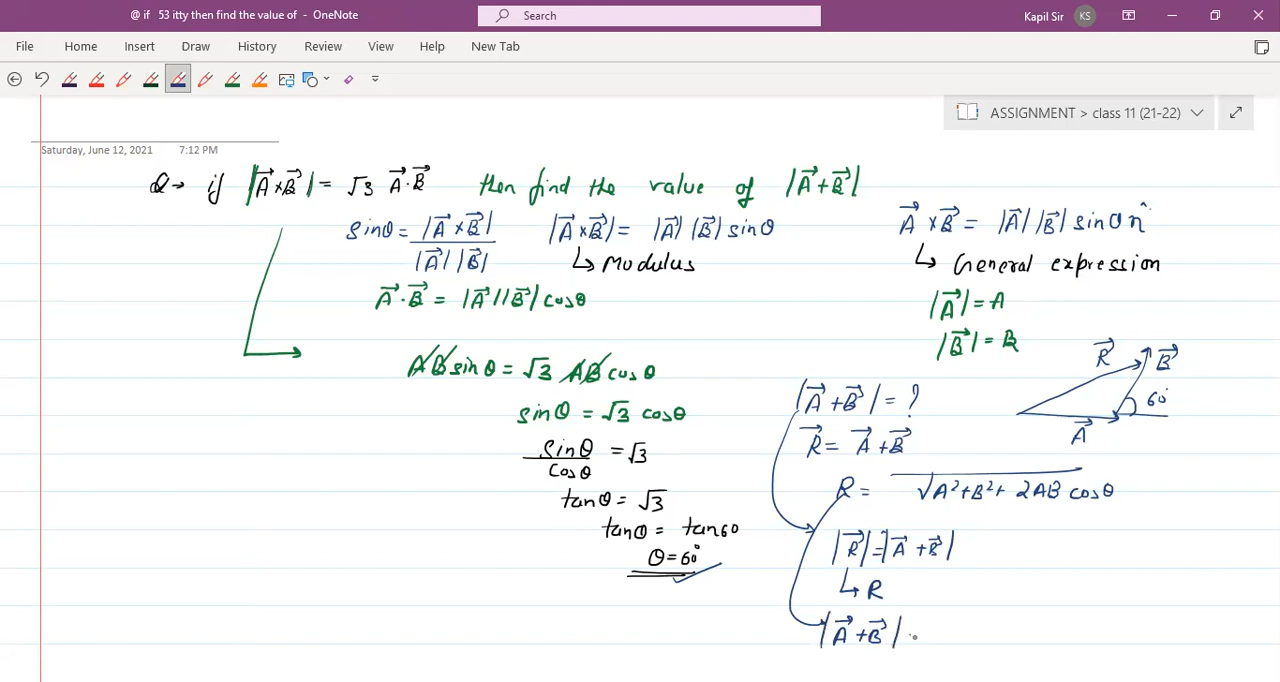 @ if 53 itty then find the value of - OneNote
Search
Kapil Sir KS
File Home Insert Draw History Review View Help New Tab
ASSIGNMENT > class 11 (21-22)
Saturday, June 12, 2021 7:12 PM
Q→ if |A⃗×B⃗| = √3 A⃗·B⃗ then find the value of |A⃗+B⃗|
sinθ = |A⃗×B⃗| / |A⃗||B⃗|
|A⃗×B⃗| = |A⃗||B⃗| sinθ
↳ Modulus
A⃗×B⃗ = |A||B| sinθ n̂
↳ General expression
A⃗·B⃗ = |A⃗||B⃗| cosθ
|A⃗| = A
|B⃗| = B
AB sinθ = √3 AB cosθ
sinθ = √3 cosθ
sinθ / cosθ = √3
tanθ = √3
tanθ = tan60
θ = 60°
R⃗ B⃗
60°
A⃗
|A⃗+B⃗| = ?
R⃗ = A⃗+B⃗
R = √A²+B²+2AB cosθ
|R⃗| = |A⃗+B⃗|
↳ R
|A⃗+B⃗|